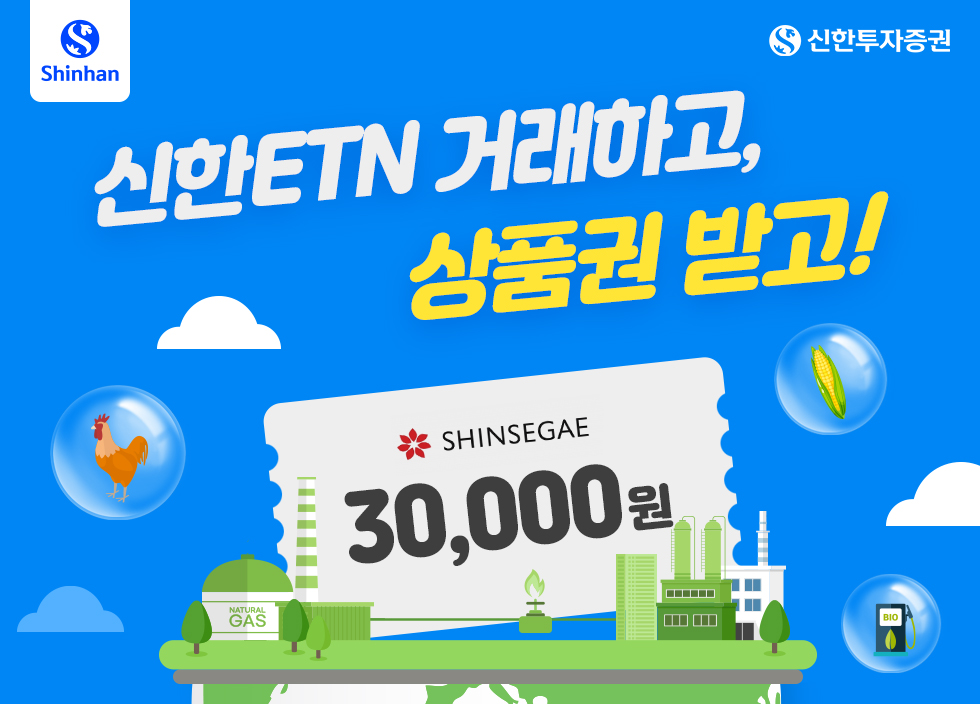 Shinhan
신한투자증권
신한ETN 거래하고,
상품권 받고!
SHINSEGAE
30,000원
NATURAL
GAS
BIO